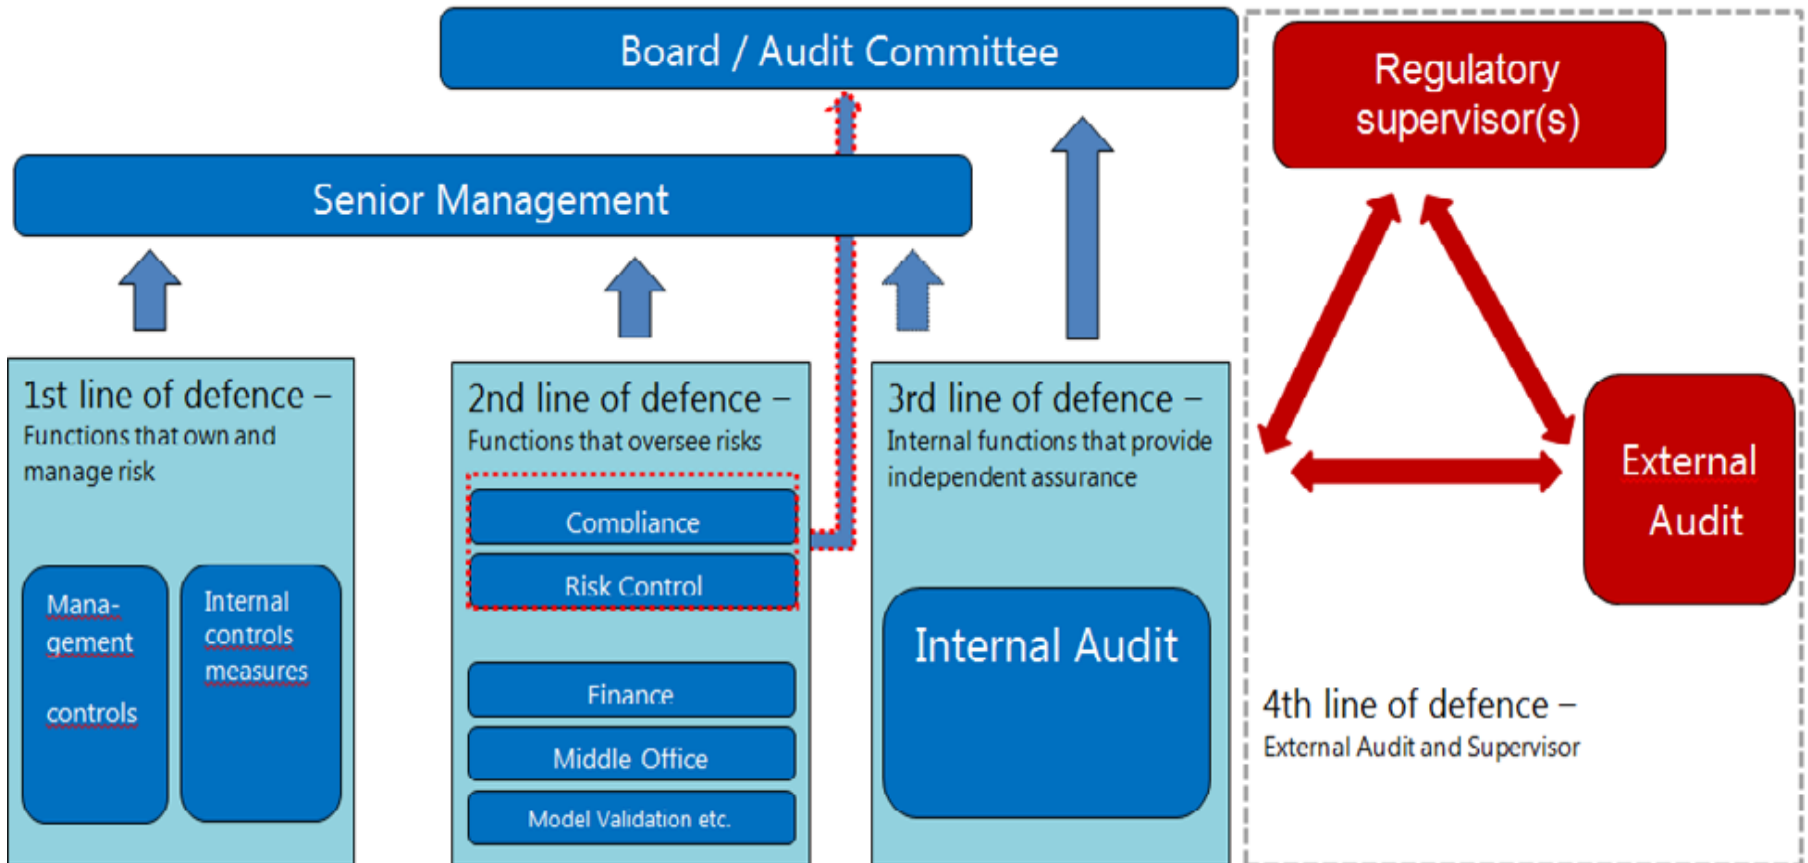 Board / Audit Committee
Regulatory
supervisor(s)
Senior Management
1st line of defence –
Functions that own and
manage risk
Mana-
gement
controls
Internal
controls
measures
2nd line of defence –
Functions that oversee risks
Compliance
Risk Control
Finance
Middle Office
Model Validation etc.
3rd line of defence –
Internal functions that provide
independent assurance
Internal Audit
External
Audit
4th line of defence –
External Audit and Supervisor